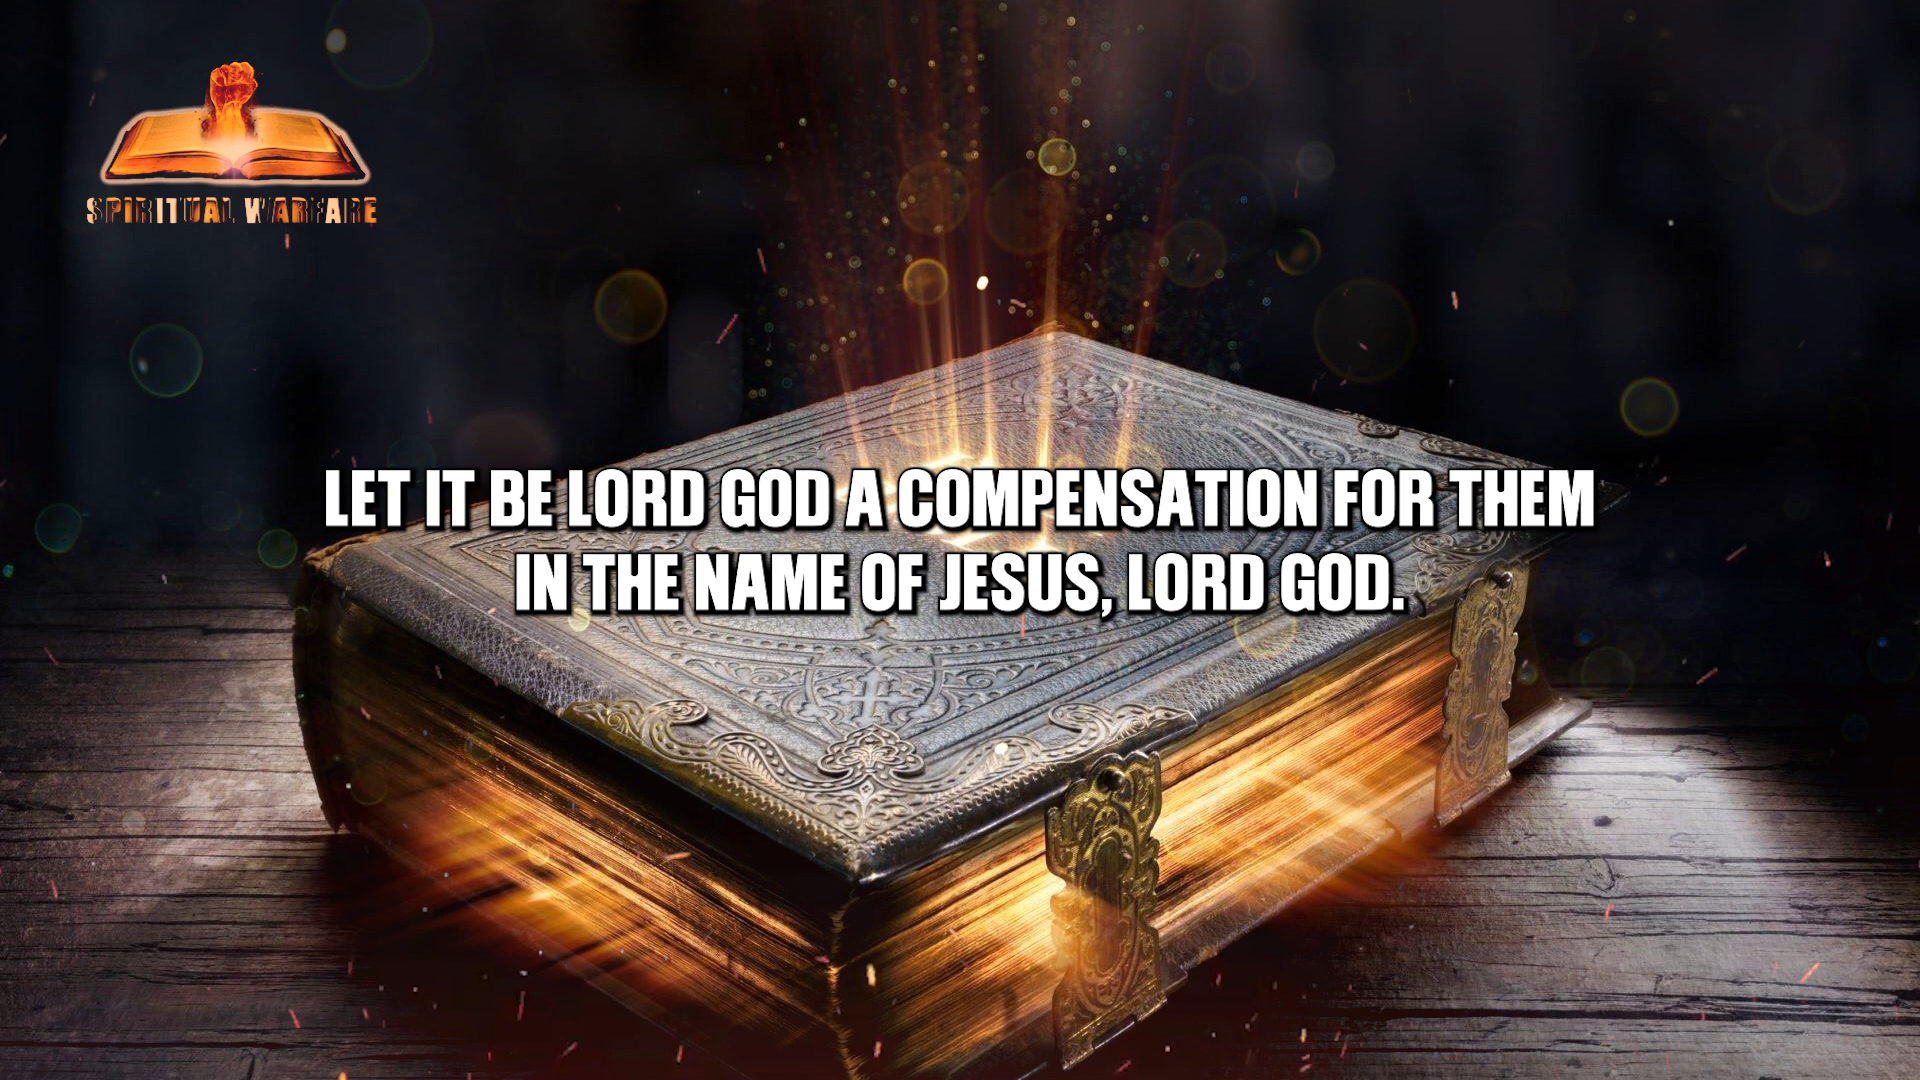 SPIRITUAL WARFARE
LET IT BE LORD GOD A COMPENSATION FOR THEM
IN THE NAME OF JESUS, LORD GOD.